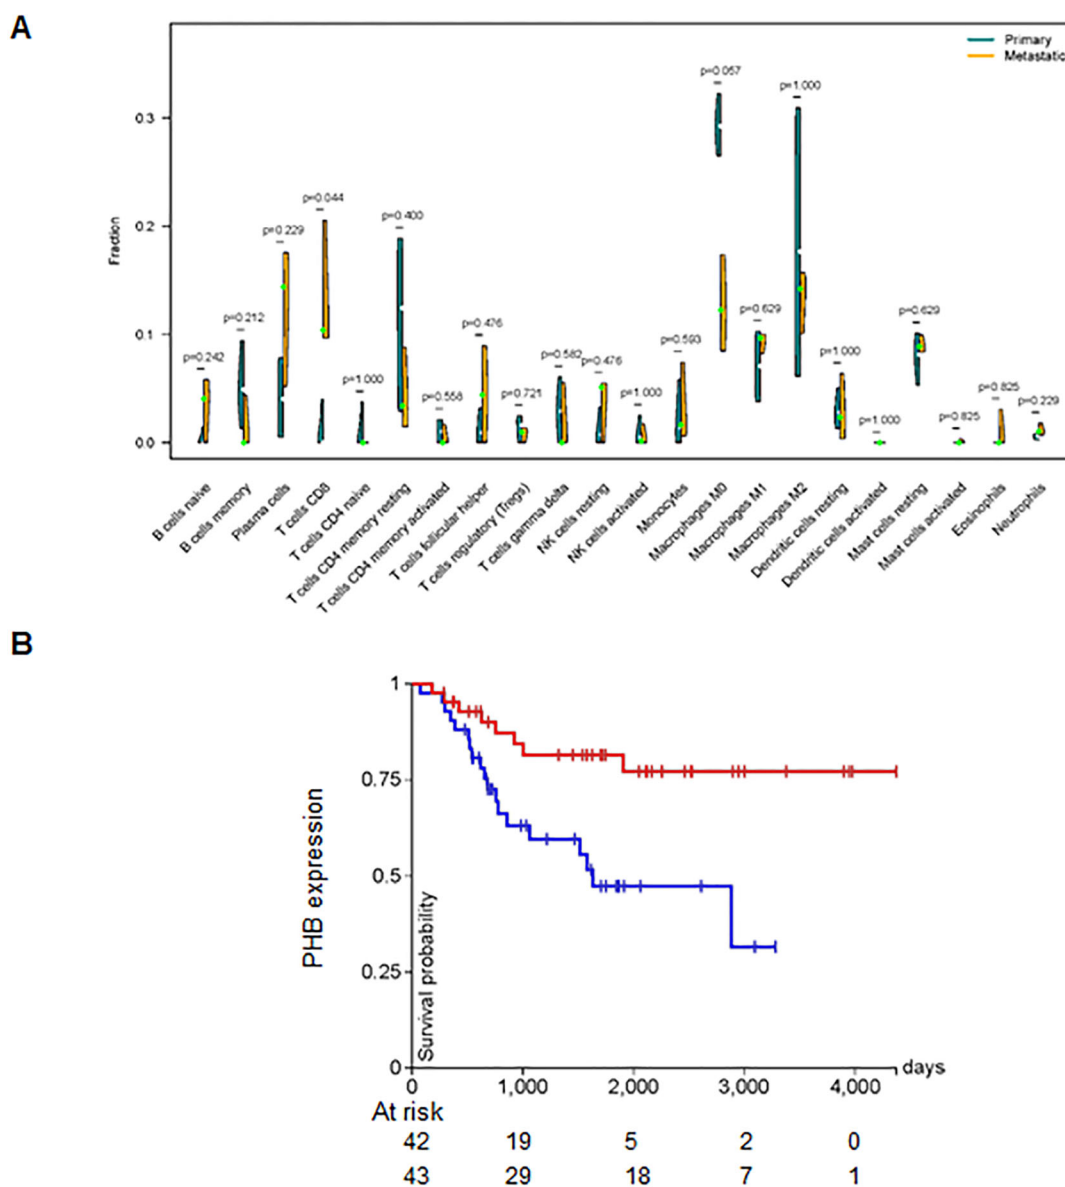 A
Primary
Metastatic
Fraction
0.3
0.2
0.1
0.0
p=0.242
p=0.212
p=0.229
p=0.044
p=1.000
p=0.400
p=0.558
p=0.476
p=0.721
p=0.582
p=0.476
p=1.000
p=0.593
p=0.057
p=0.629
p=1.000
p=1.000
p=1.000
p=0.629
p=0.825
p=0.825
p=0.229
B cells naive
B cells memory
Plasma cells
T cells CD8
T cells CD4 naive
T cells CD4 memory resting
T cells CD4 memory activated
T cells follicular helper
T cells regulatory (Tregs)
T cells gamma delta
NK cells resting
NK cells activated
Monocytes
Macrophages M0
Macrophages M1
Macrophages M2
Dendritic cells resting
Dendritic cells activated
Mast cells resting
Mast cells activated
Eosinophils
Neutrophils
B
PHB expression
Survival probability
1
0.75
0.5
0.25
0
0 1,000 2,000 3,000 4,000 days
At risk
42 19 5 2 0
43 29 18 7 1